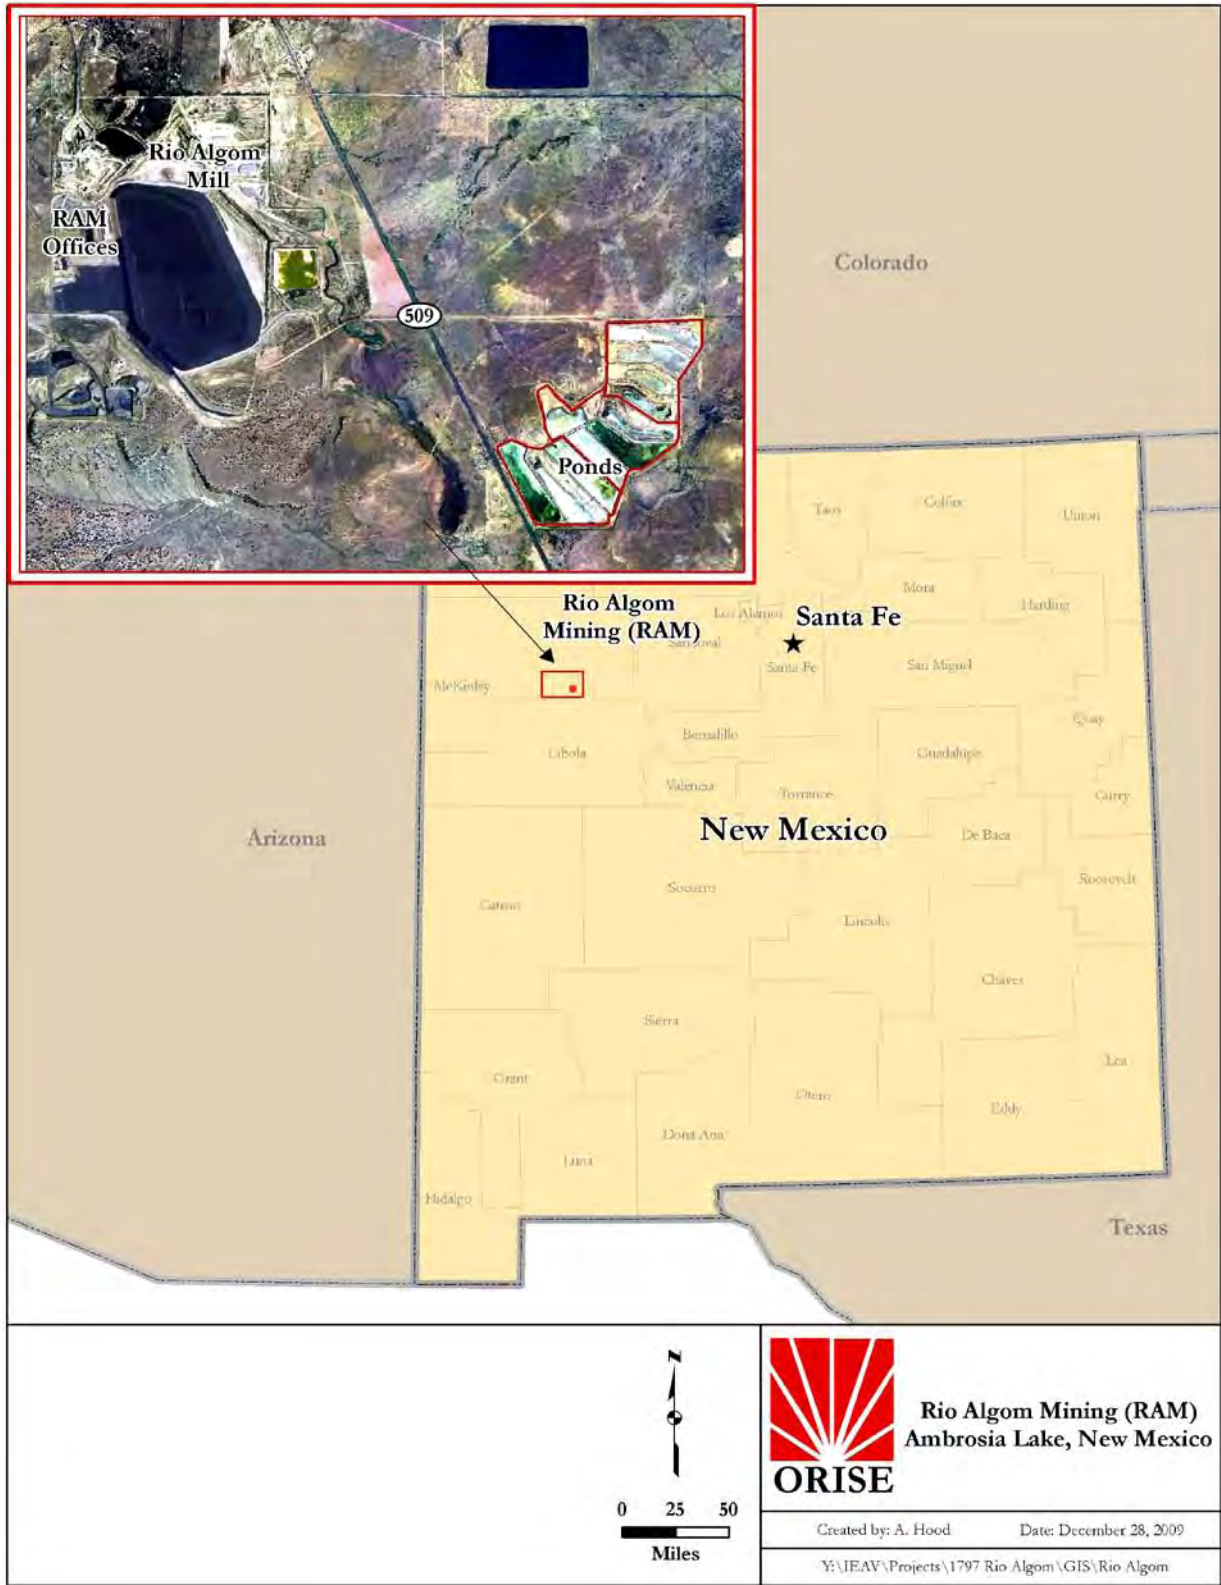 Rio Algom
Mill
RAM
Offices
509
Ponds
Colorado
Taos
Colfax
Union
Mora
Harding
Rio Algom
Mining (RAM)
Los Alamos
Santa Fe
Sandoval
Santa Fe
San Miguel
McKinley
Quay
Bernalillo
Cibola
Guadalupe
Valencia
Torrance
Curry
New Mexico
Arizona
De Baca
Roosevelt
Socorro
Catron
Lincoln
Chaves
Sierra
Lea
Grant
Otero
Eddy
Dona Ana
Luna
Hidalgo
Texas
N
0 25 50
Miles
ORISE
Rio Algom Mining (RAM)
Ambrosia Lake, New Mexico
Created by: A. Hood Date: December 28, 2009
Y:\IEAV\Projects\1797 Rio Algom\GIS\Rio Algom